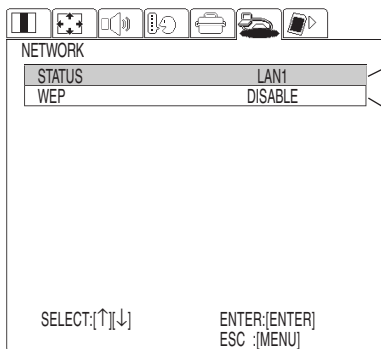 NETWORK
STATUS LAN1
WEP DISABLE
SELECT:[↑][↓] ENTER:[ENTER]
ESC :[MENU]